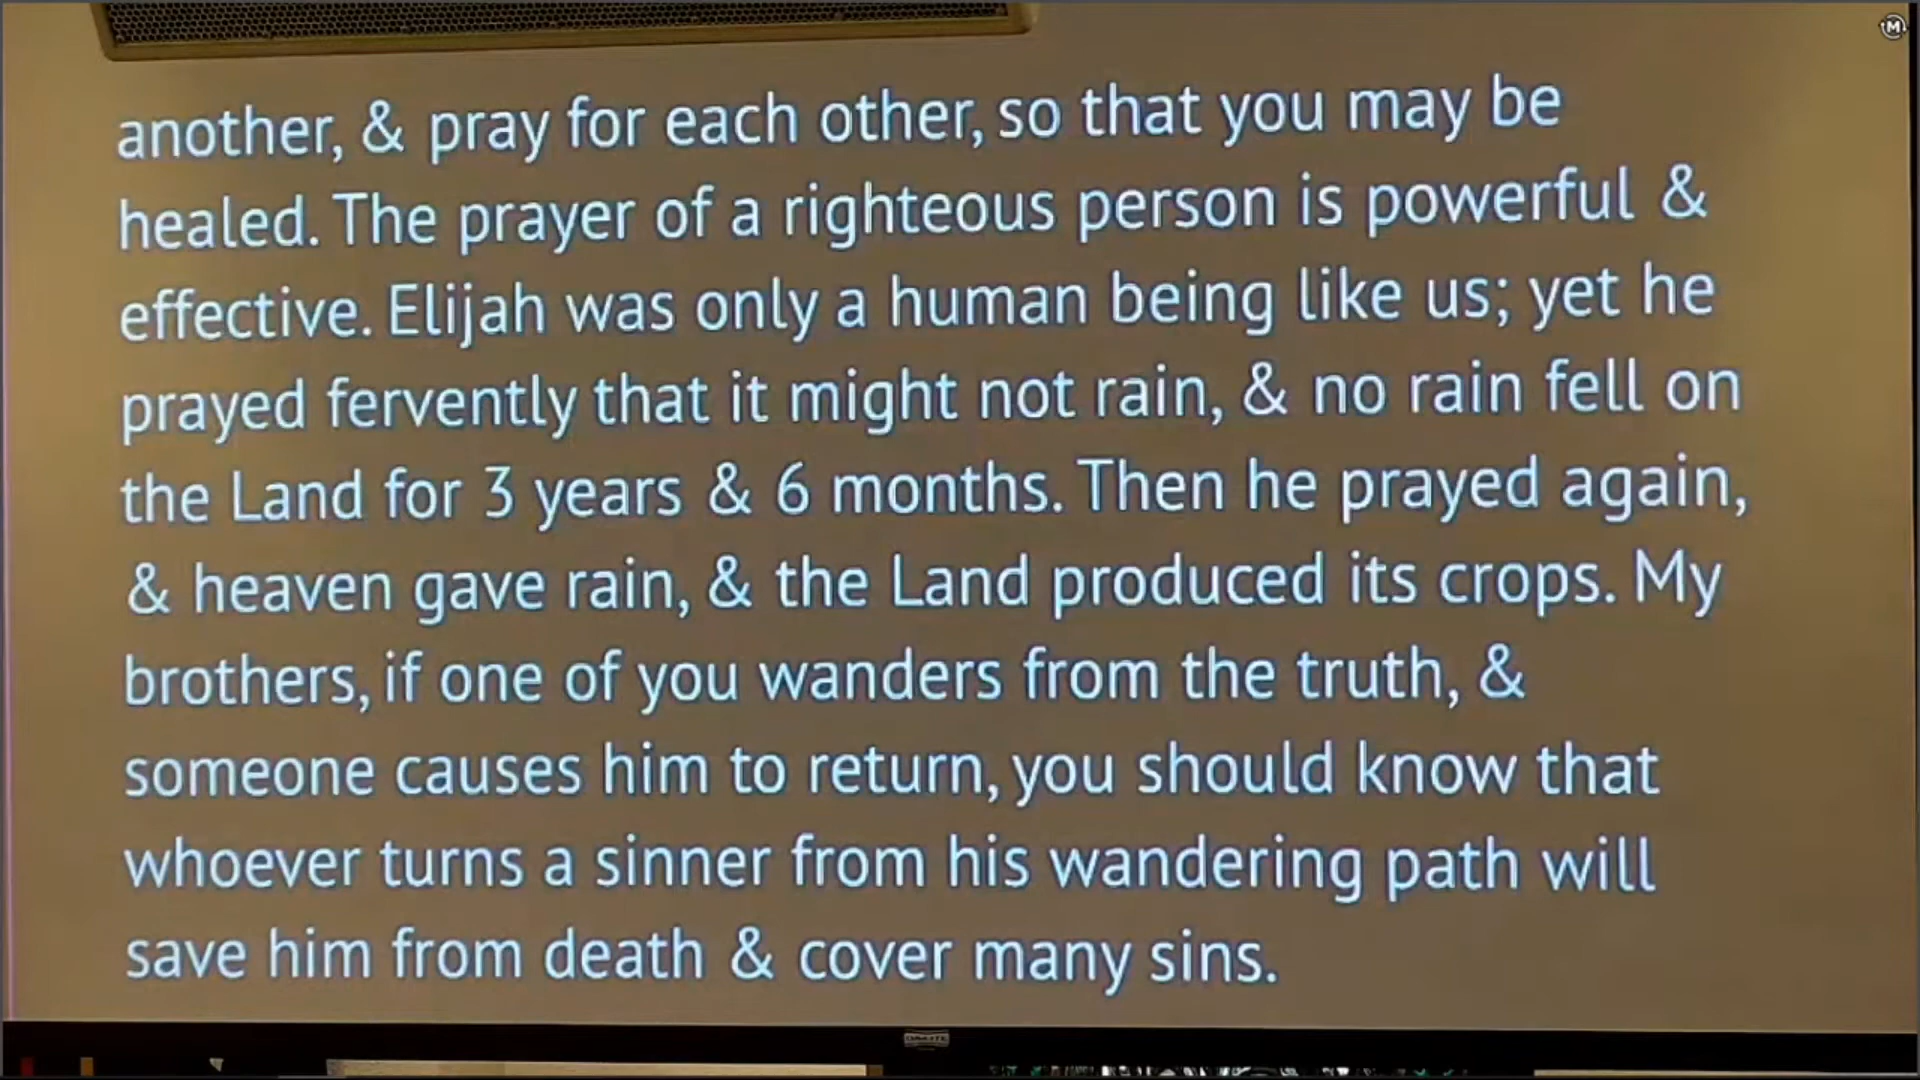 another, & pray for each other, so that you may be
healed. The prayer of a righteous person is powerful &
effective. Elijah was only a human being like us; yet he
prayed fervently that it might not rain, & no rain fell on
the Land for 3 years & 6 months. Then he prayed again,
& heaven gave rain, & the Land produced its crops. My
brothers, if one of you wanders from the truth, &
someone causes him to return, you should know that
whoever turns a sinner from his wandering path will
save him from death & cover many sins.